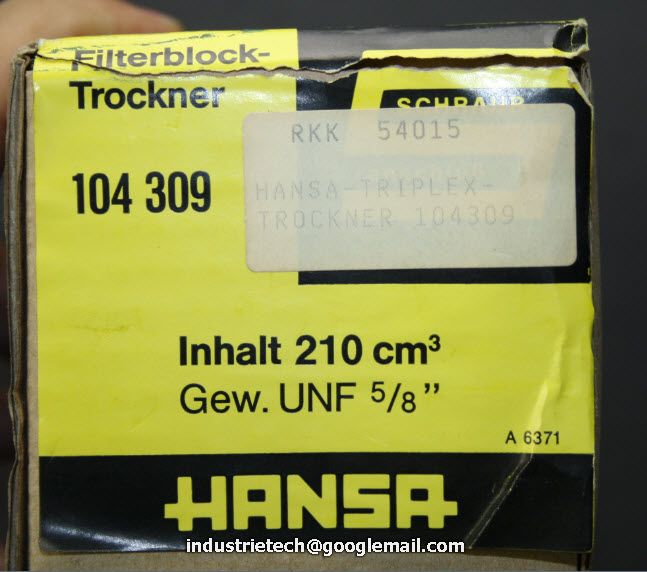 Filterblock-
Trockner
SCHRAUB
RKK 54015
104 309
HANSA-TRIPLEX-
TROCKNER 104309
Inhalt 210 cm³
Gew. UNF 5/8”
A 6371
HANSA
industrietech@googlemail.com